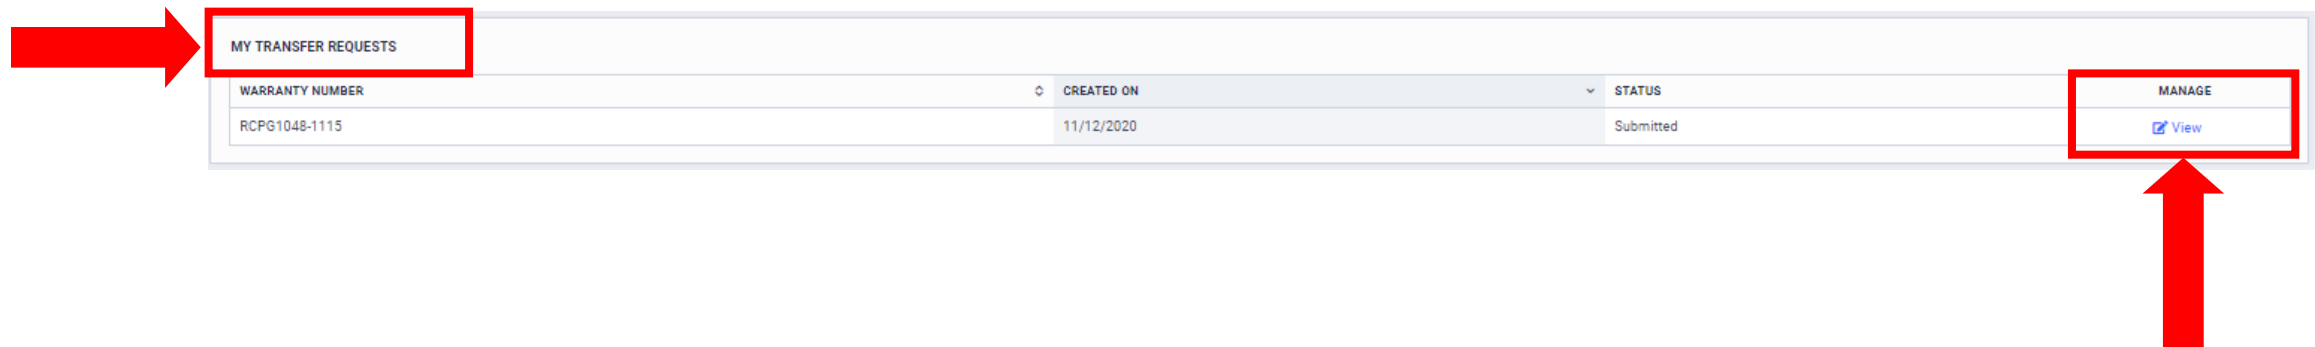 MY TRANSFER REQUESTS
WARRANTY NUMBER CREATED ON STATUS MANAGE
RCPG1048-1115 11/12/2020 Submitted View